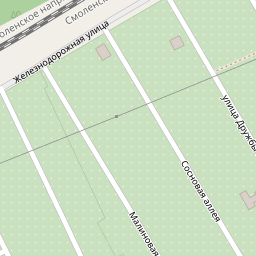 оленское напр
Смоленск
Железнодорожная улица
улица Дружбы
Сосновая аллея
Малиновая